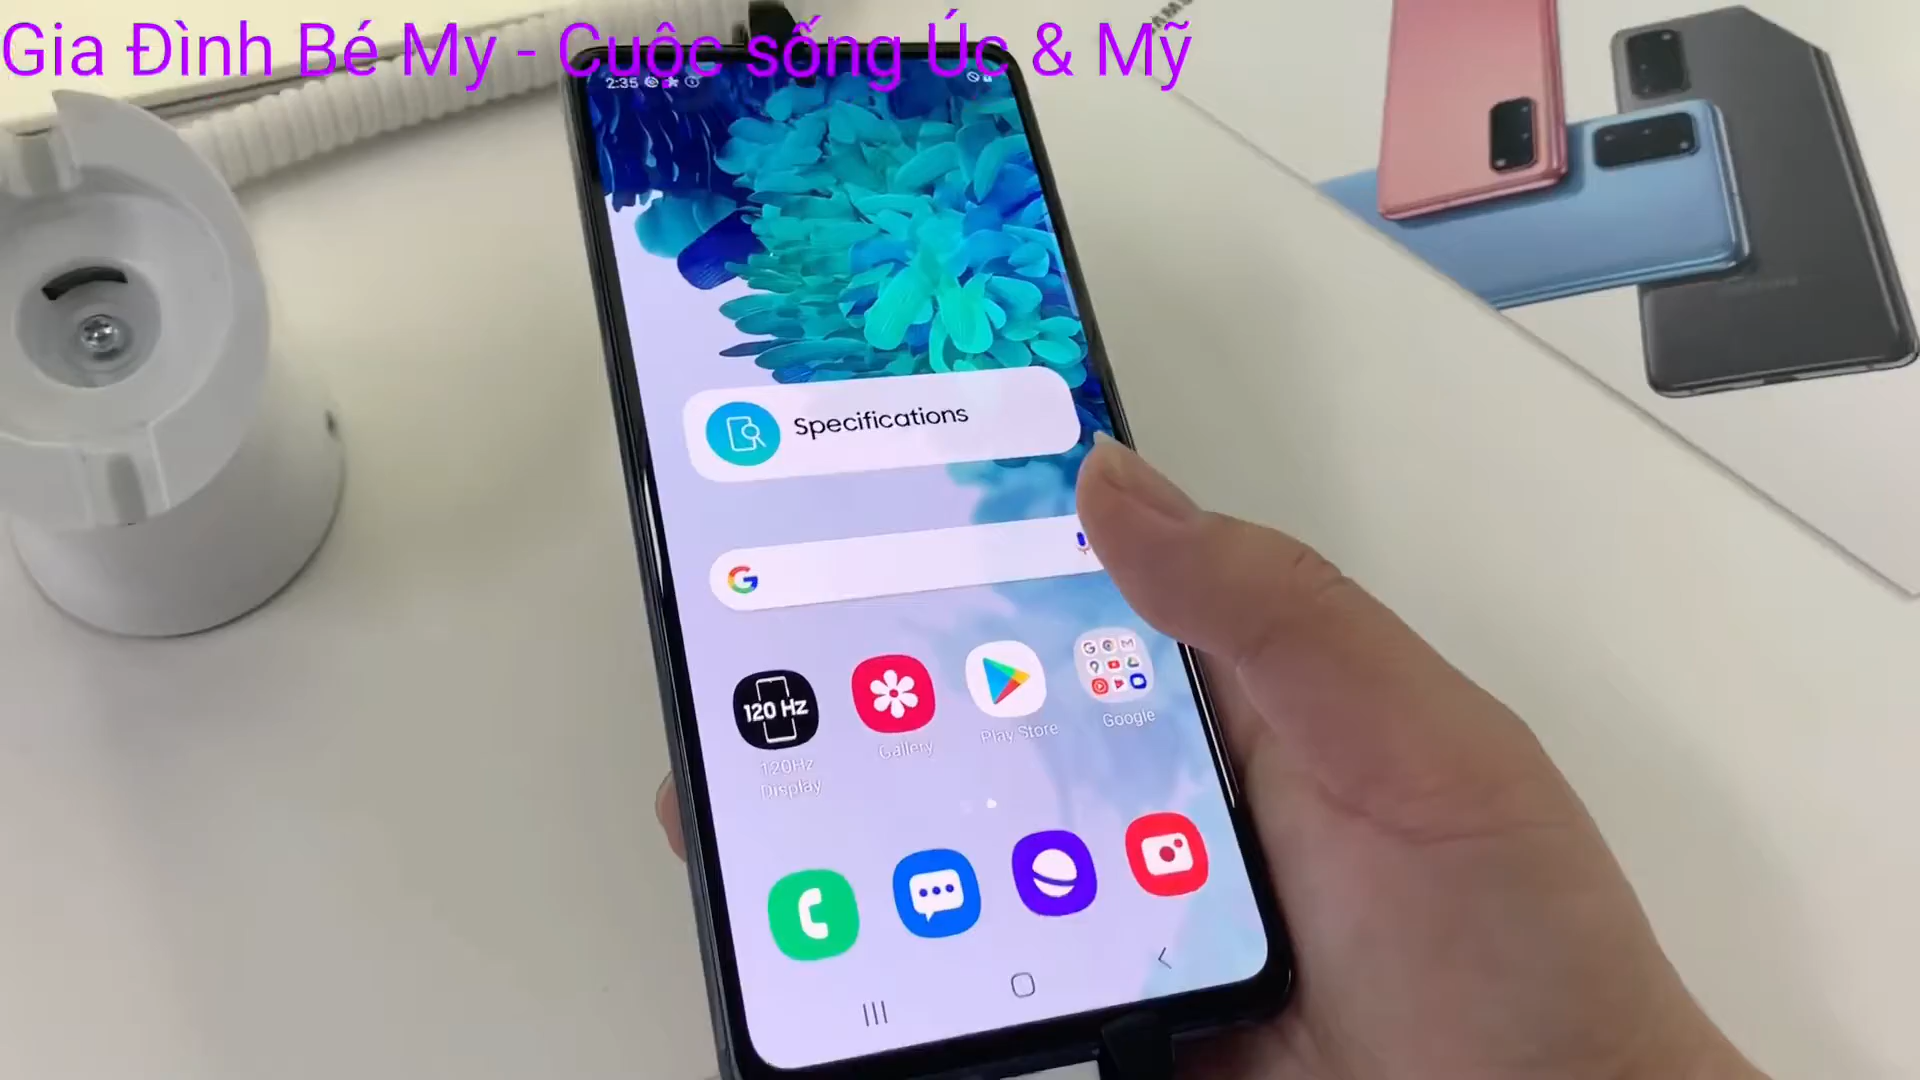 Gia Đình Bé My - Cuộc sống Úc & Mỹ
2:35
Specifications
120 Hz
Gallery
Play Store
Google
120Hz
Display